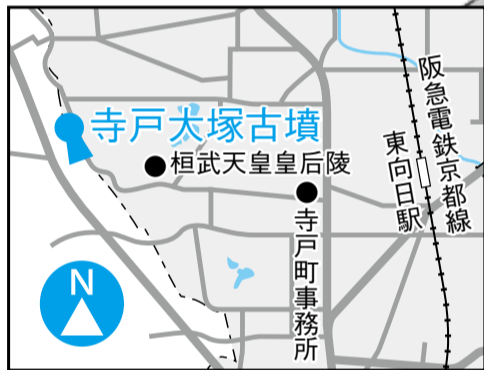 寺戸大塚古墳
桓武天皇皇后陵
寺戸町事務所
阪急電鉄京都線
東向日駅
N